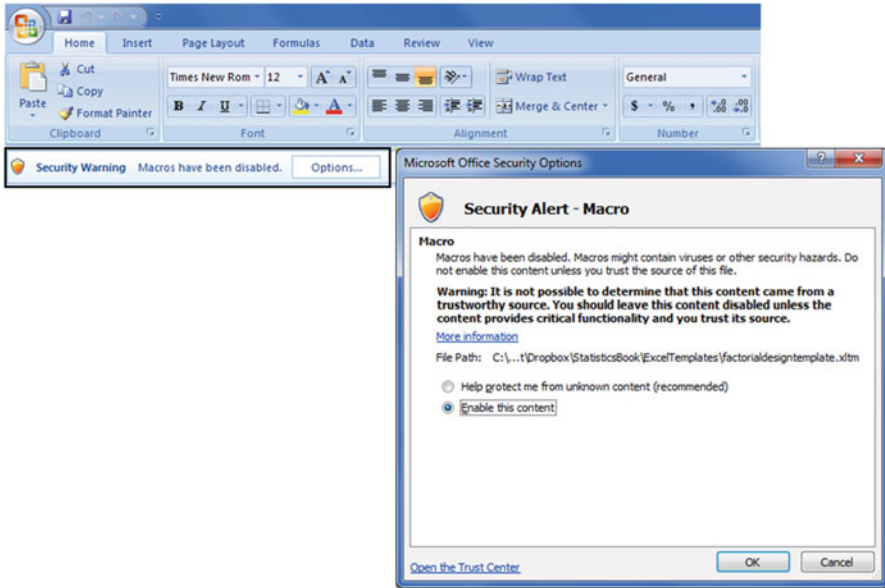 Home Insert Page Layout Formulas Data Review View
Cut
Copy
Format Painter
Paste
Clipboard
Times New Rom 12 A A
B I U A
Font
Wrap Text
Merge & Center
Alignment
General
$ % , .0 .00 .00 .0
Number
Security Warning Macros have been disabled. Options...
Microsoft Office Security Options
Security Alert - Macro
Macro
Macros have been disabled. Macros might contain viruses or other security hazards. Do
not enable this content unless you trust the source of this file.
Warning: It is not possible to determine that this content came from a
trustworthy source. You should leave this content disabled unless the
content provides critical functionality and you trust its source.
More information
File Path: C:\...t\Dropbox\StatisticsBook\ExcelTemplates\factorialdesigntemplate.xltm
Help protect me from unknown content (recommended)
Enable this content
Open the Trust Center
OK Cancel